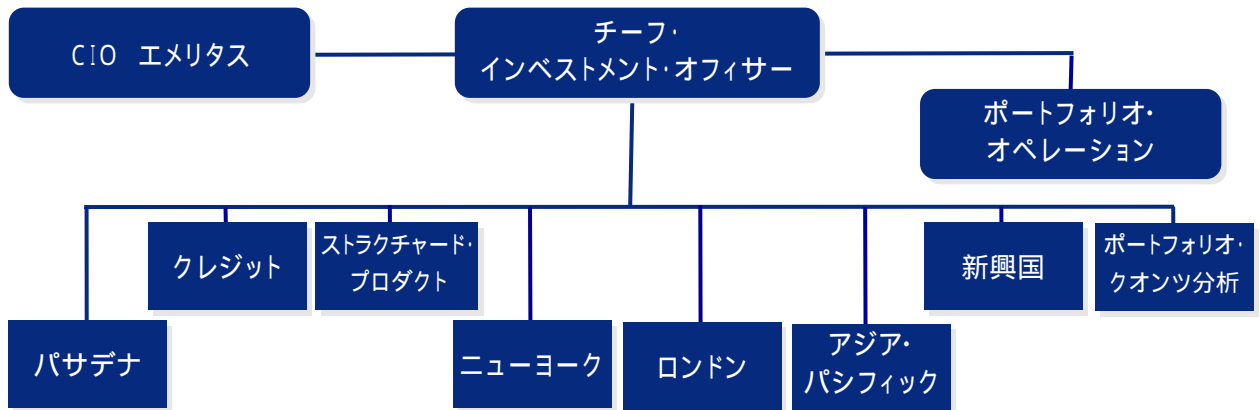 CIO エメリタス
チーフ・
インベストメント・オフィサー
ポートフォリオ・
オペレーション
クレジット
ストラクチャード・
プロダクト
新興国
ポートフォリオ・
クオンツ分析
パサデナ
ニューヨーク
ロンドン
アジア・
パシフィック